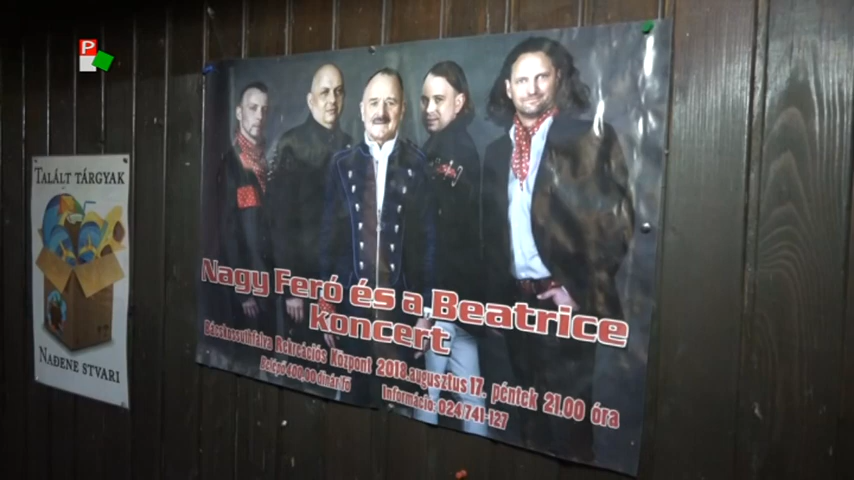 P
TALÁLT TÁRGYAK
NAĐENE STVARI
Nagy Feró és a Beatrice
koncert
Bácskossuthfalva Rekreációs Központ 2018.augusztus 17. péntek 21.00 óra
Belépő 400,00 dinár/fő
Információ: 024/741-127